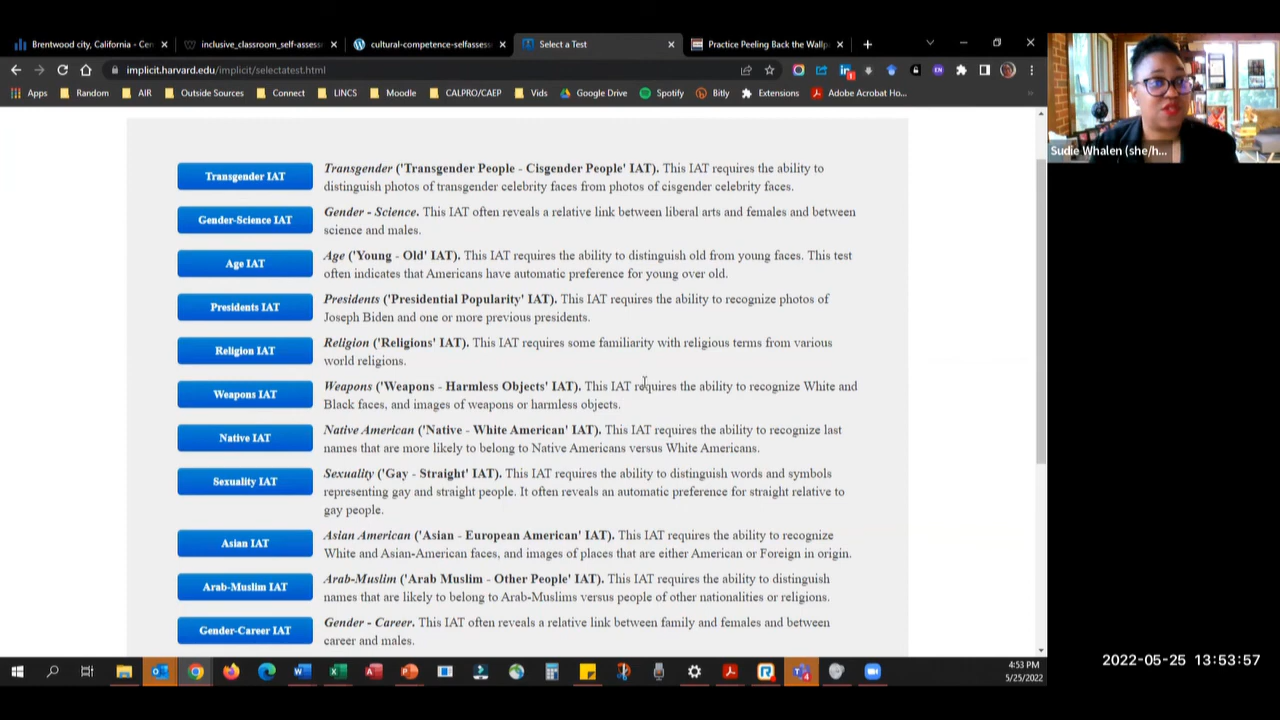 Brentwood city, California - Cen
inclusive_classroom_self-assess
cultural-competence-selfassess
Select a Test
Practice Peeling Back the Wallp
implicit.harvard.edu/implicit/selectatest.html
Apps
Random
AIR
Outside Sources
Connect
LINCS
Moodle
CALPRO/CAEP
Vids
Google Drive
Spotify
Bitly
Extensions
Adobe Acrobat Ho...
Sudie Whalen (she/h...
Transgender IAT
Transgender ('Transgender People - Cisgender People' IAT). This IAT requires the ability to
distinguish photos of transgender celebrity faces from photos of cisgender celebrity faces.
Gender-Science IAT
Gender - Science. This IAT often reveals a relative link between liberal arts and females and between
science and males.
Age IAT
Age ('Young - Old' IAT). This IAT requires the ability to distinguish old from young faces. This test
often indicates that Americans have automatic preference for young over old.
Presidents IAT
Presidents ('Presidential Popularity' IAT). This IAT requires the ability to recognize photos of
Joseph Biden and one or more previous presidents.
Religion IAT
Religion ('Religions' IAT). This IAT requires some familiarity with religious terms from various
world religions.
Weapons IAT
Weapons ('Weapons - Harmless Objects' IAT). This IAT requires the ability to recognize White and
Black faces, and images of weapons or harmless objects.
Native IAT
Native American ('Native - White American' IAT). This IAT requires the ability to recognize last
names that are more likely to belong to Native Americans versus White Americans.
Sexuality IAT
Sexuality ('Gay - Straight' IAT). This IAT requires the ability to distinguish words and symbols
representing gay and straight people. It often reveals an automatic preference for straight relative to
gay people.
Asian IAT
Asian American ('Asian - European American' IAT). This IAT requires the ability to recognize
White and Asian-American faces, and images of places that are either American or Foreign in origin.
Arab-Muslim IAT
Arab-Muslim ('Arab Muslim - Other People' IAT). This IAT requires the ability to distinguish
names that are likely to belong to Arab-Muslims versus people of other nationalities or religions.
Gender-Career IAT
Gender - Career. This IAT often reveals a relative link between family and females and between
career and males.
4:53 PM
5/25/2022
2022-05-25 13:53:57